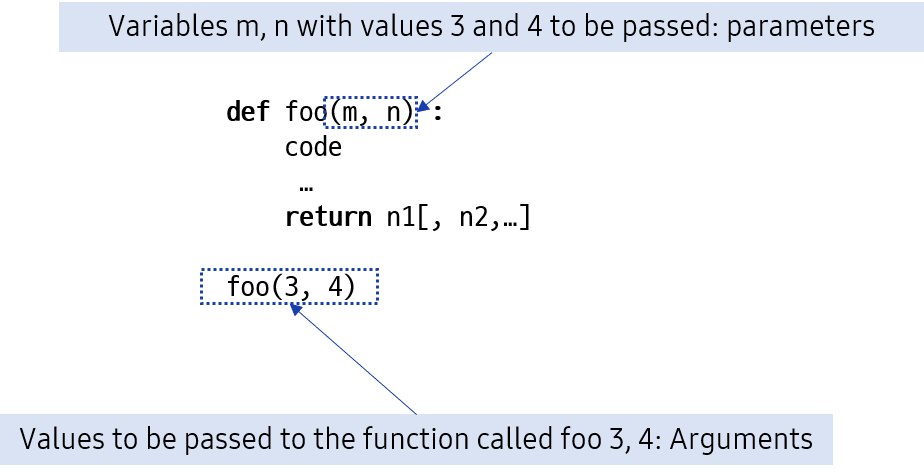 Variables m, n with values 3 and 4 to be passed: parameters
def foo(m, n) :
code
…
return n1[, n2,…]
foo(3, 4)
Values to be passed to the function called foo 3, 4: Arguments